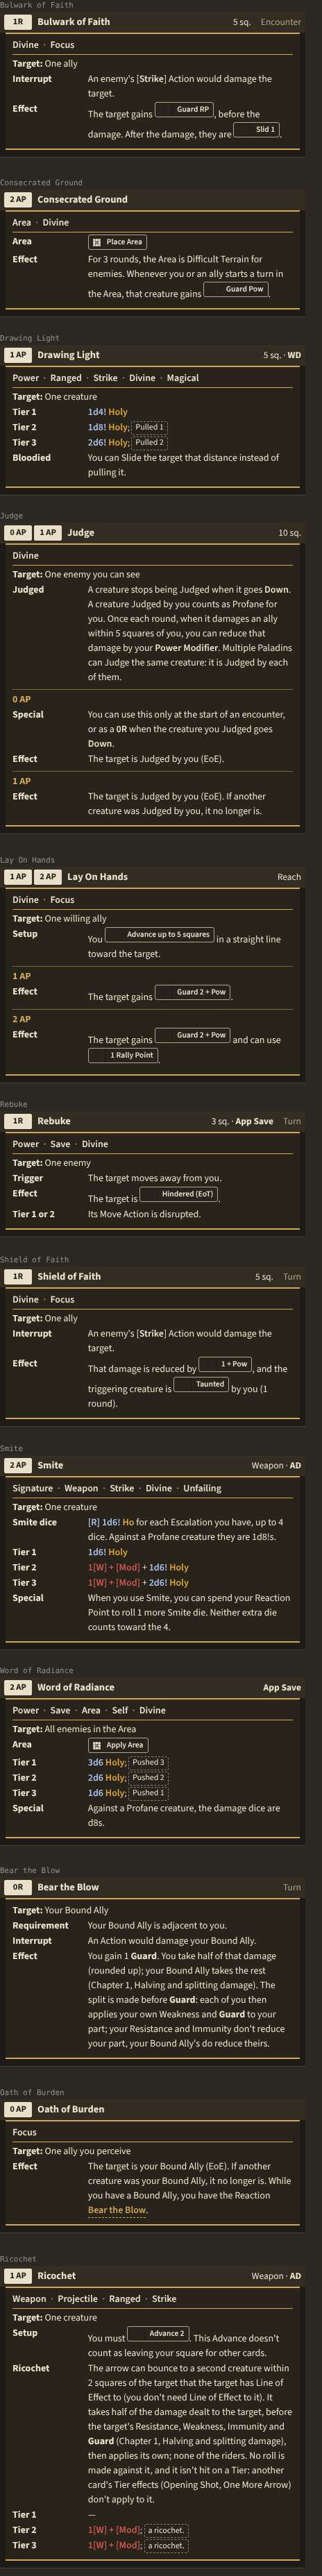 Bulwark of Faith
1R Bulwark of Faith 5 sq. Encounter
Divine · Focus
Target: One ally
Interrupt An enemy's [Strike] Action would damage the
target.
Effect The target gains Guard RP, before the
damage. After the damage, they are Slid 1.
Consecrated Ground
2 AP Consecrated Ground
Area · Divine
Area Place Area
Effect For 3 rounds, the Area is Difficult Terrain for
enemies. Whenever you or an ally starts a turn in
the Area, that creature gains Guard Pow.
Drawing Light
1 AP Drawing Light 5 sq. · WD
Power · Ranged · Strike · Divine · Magical
Target: One creature
Tier 1 1d4! Holy
Tier 2 1d8! Holy; Pulled 1
Tier 3 2d6! Holy; Pulled 2
Bloodied You can Slide the target that distance instead of
pulling it.
Judge
0 AP 1 AP Judge 10 sq.
Divine
Target: One enemy you can see
Judged A creature stops being Judged when it goes Down.
A creature Judged by you counts as Profane for
you. Once each round, when it damages an ally
within 5 squares of you, you can reduce that
damage by your Power Modifier. Multiple Paladins
can Judge the same creature: it is Judged by each
of them.
0 AP
Special You can use this only at the start of an encounter,
or as a 0R when the creature you Judged goes
Down.
Effect The target is Judged by you (EoE).
1 AP
Effect The target is Judged by you (EoE). If another
creature was Judged by you, it no longer is.
Lay On Hands
1 AP 2 AP Lay On Hands Reach
Divine · Focus
Target: One willing ally
Setup You Advance up to 5 squares in a straight line
toward the target.
1 AP
Effect The target gains Guard 2 + Pow.
2 AP
Effect The target gains Guard 2 + Pow and can use
1 Rally Point.
Rebuke
1R Rebuke 3 sq. · App Save Turn
Power · Save · Divine
Target: One enemy
Trigger The target moves away from you.
Effect The target is Hindered (EoT).
Tier 1 or 2 Its Move Action is disrupted.
Shield of Faith
1R Shield of Faith 5 sq. Turn
Divine · Focus
Target: One ally
Interrupt An enemy's [Strike] Action would damage the
target.
Effect That damage is reduced by 1 + Pow, and the
triggering creature is Taunted by you (1
round).
Smite
2 AP Smite Weapon · AD
Signature · Weapon · Strike · Divine · Unfailing
Target: One creature
Smite dice [R] 1d6! Ho for each Escalation you have, up to 4
dice. Against a Profane creature they are 1d8!s.
Tier 1 1d6! Holy
Tier 2 1[W] + [Mod] + 1d6! Holy
Tier 3 1[W] + [Mod] + 2d6! Holy
Special When you use Smite, you can spend your Reaction
Point to roll 1 more Smite die. Neither extra die
counts toward the 4.
Word of Radiance
2 AP Word of Radiance App Save
Power · Save · Area · Self · Divine
Target: All enemies in the Area
Area Apply Area
Tier 1 3d6 Holy; Pushed 3
Tier 2 2d6 Holy; Pushed 2
Tier 3 1d6 Holy; Pushed 1
Special Against a Profane creature, the damage dice are
d8s.
Bear the Blow
0R Bear the Blow Turn
Target: Your Bound Ally
Requirement Your Bound Ally is adjacent to you.
Interrupt An Action would damage your Bound Ally.
Effect You gain 1 Guard. You take half of that damage
(rounded up); your Bound Ally takes the rest
(Chapter 1, Halving and splitting damage). The
split is made before Guard: each of you then
applies your own Weakness and Guard to your
part; your Resistance and Immunity don't reduce
your part, your Bound Ally's do reduce theirs.
Oath of Burden
0 AP Oath of Burden
Focus
Target: One ally you perceive
Effect The target is your Bound Ally (EoE). If another
creature was your Bound Ally, it no longer is. While
you have a Bound Ally, you have the Reaction
Bear the Blow.
Ricochet
1 AP Ricochet Weapon · AD
Weapon · Projectile · Ranged · Strike
Target: One creature
Setup You must Advance 2. This Advance doesn't
count as leaving your square for other cards.
Ricochet The arrow can bounce to a second creature within
2 squares of the target that the target has Line of
Effect to (you don't need Line of Effect to it). It
takes half of the damage dealt to the target, before
the target's Resistance, Weakness, Immunity and
Guard (Chapter 1, Halving and splitting damage),
then applies its own; none of the riders. No roll is
made against it, and it isn't hit on a Tier: another
card's Tier effects (Opening Shot, One More Arrow)
don't apply to it.
Tier 1 —
Tier 2 1[W] + [Mod]; a ricochet.
Tier 3 1[W] + [Mod]; a ricochet.